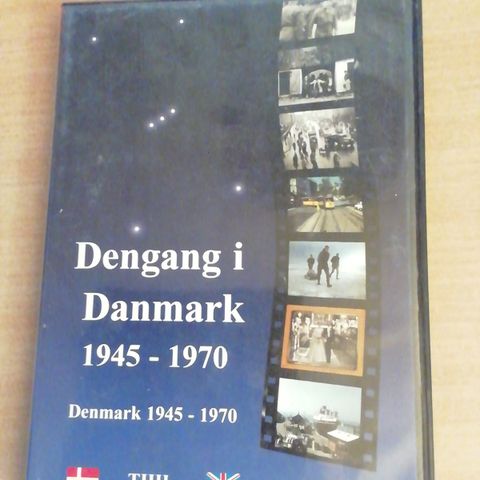 Dengang i
Danmark
1945 - 1970
Denmark 1945 - 1970